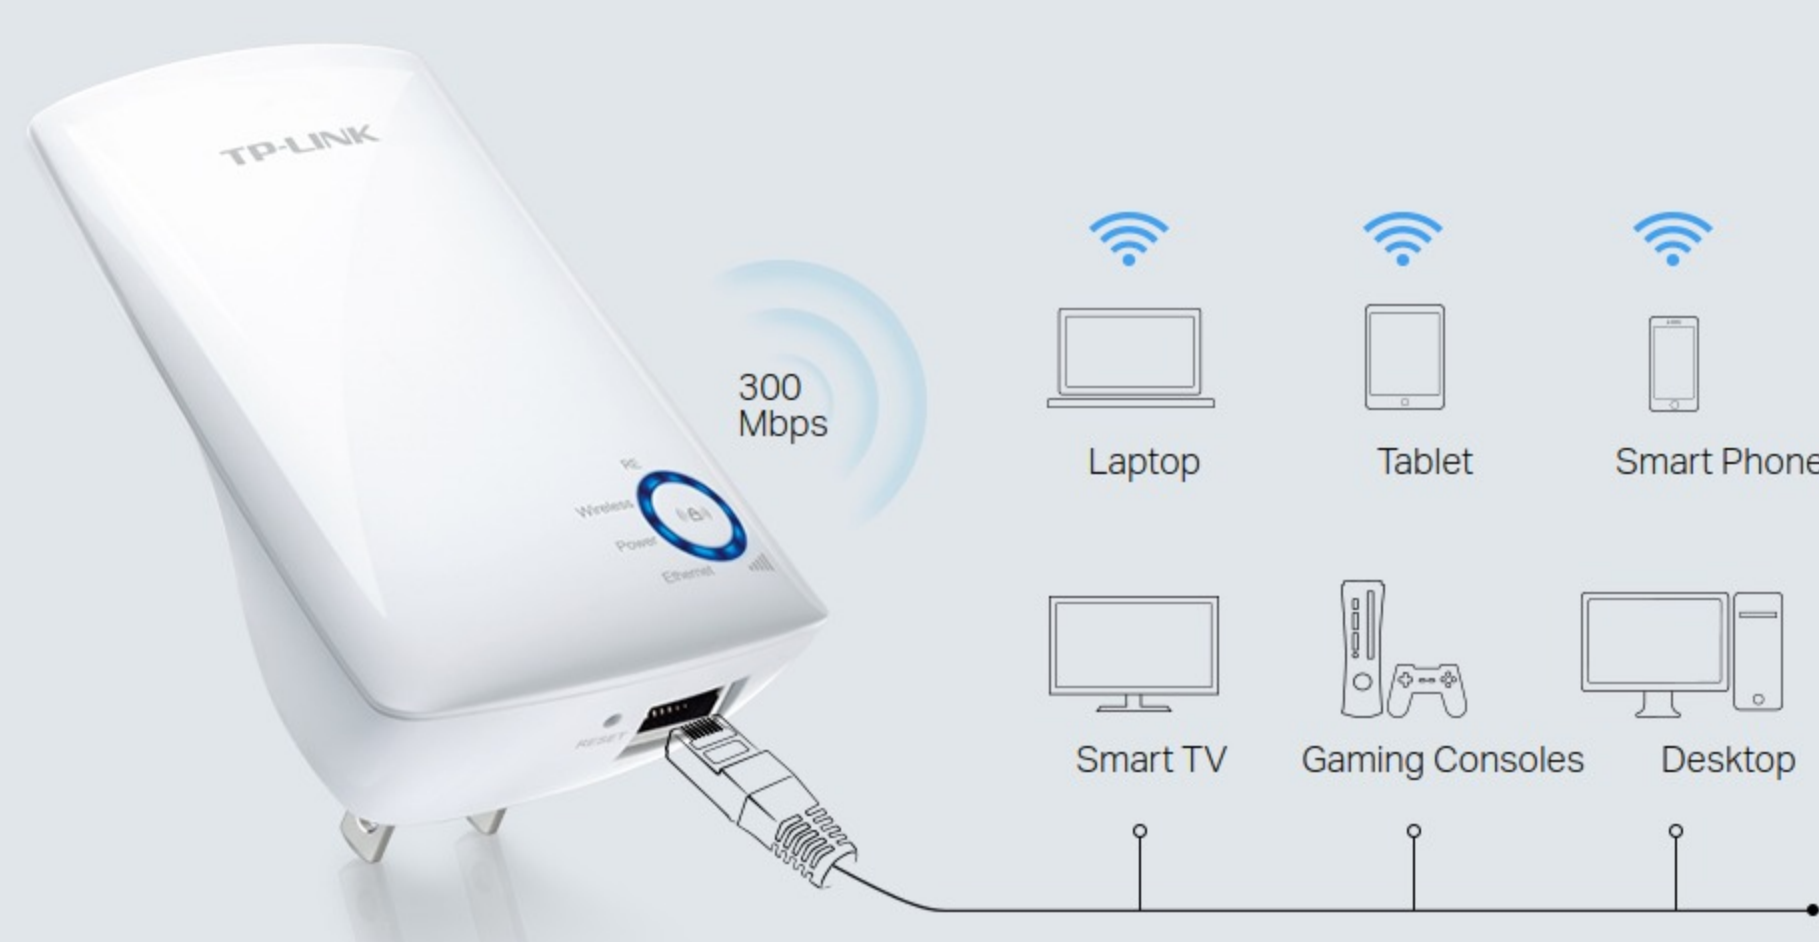 TP-LINK
300
Mbps
RE
Wireless
Power
Ethernet
RESET
Laptop
Tablet
Smart Phone
Smart TV
Gaming Consoles
Desktop